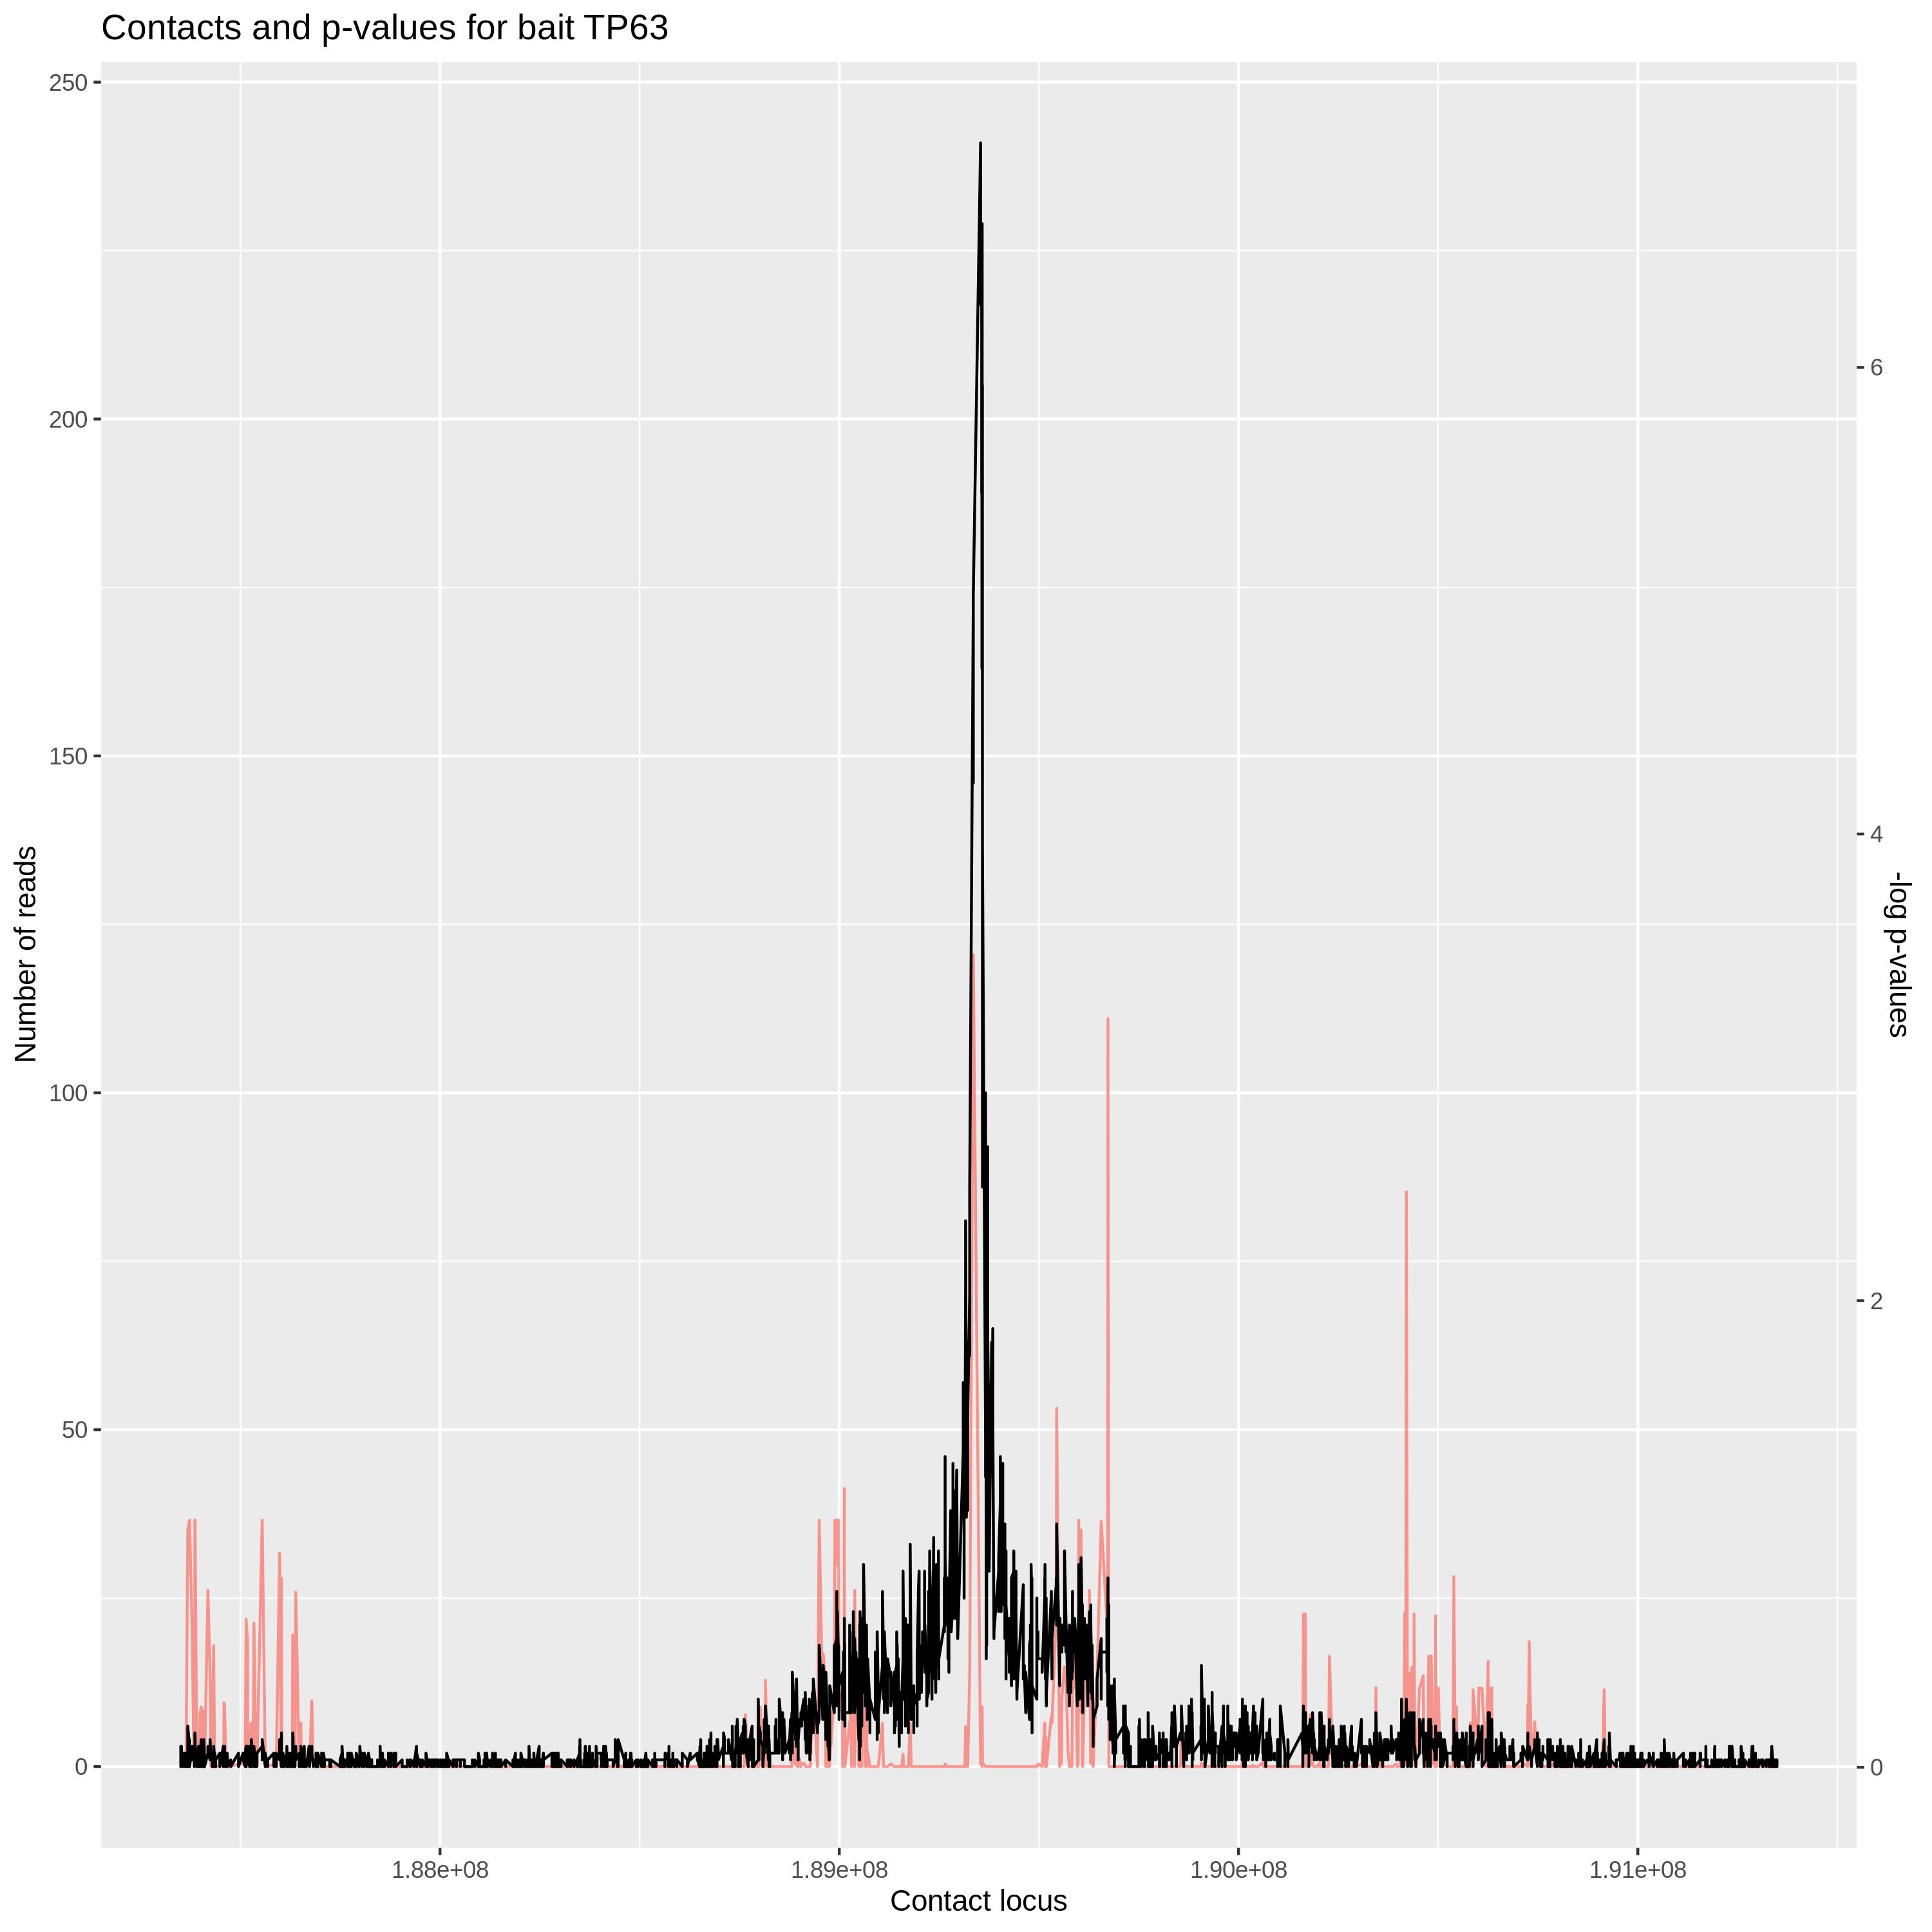 Contacts and p-values for bait TP63
250
200
150
100
50
0
Number of reads
6
4
2
0
-log p-values
1.88e+08
1.89e+08
1.90e+08
1.91e+08
Contact locus